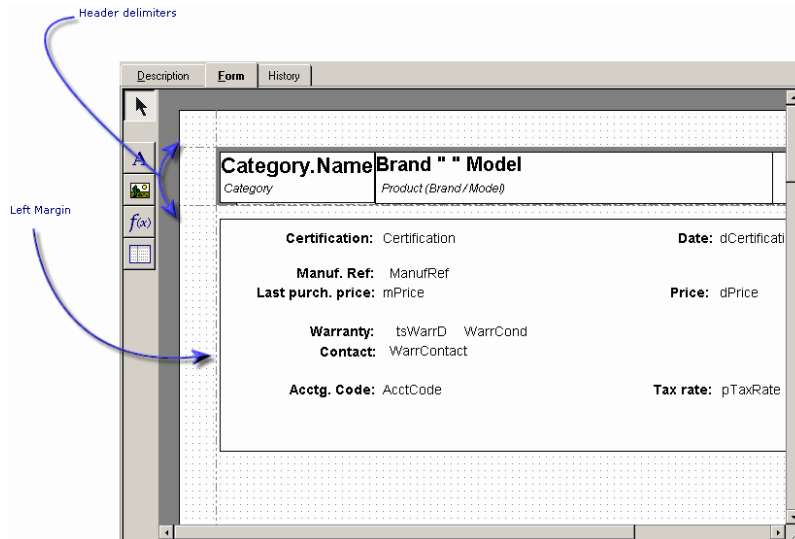 Header delimiters
Description Form History
A
Category.Name Brand " " Model
Category Product (Brand / Model)
Left Margin
f(x)
Certification: Certification Date: dCertificati
Manuf. Ref: ManufRef
Last purch. price: mPrice Price: dPrice
Warranty: tsWarrD WarrCond
Contact: WarrContact
Acctg. Code: AcctCode Tax rate: pTaxRate